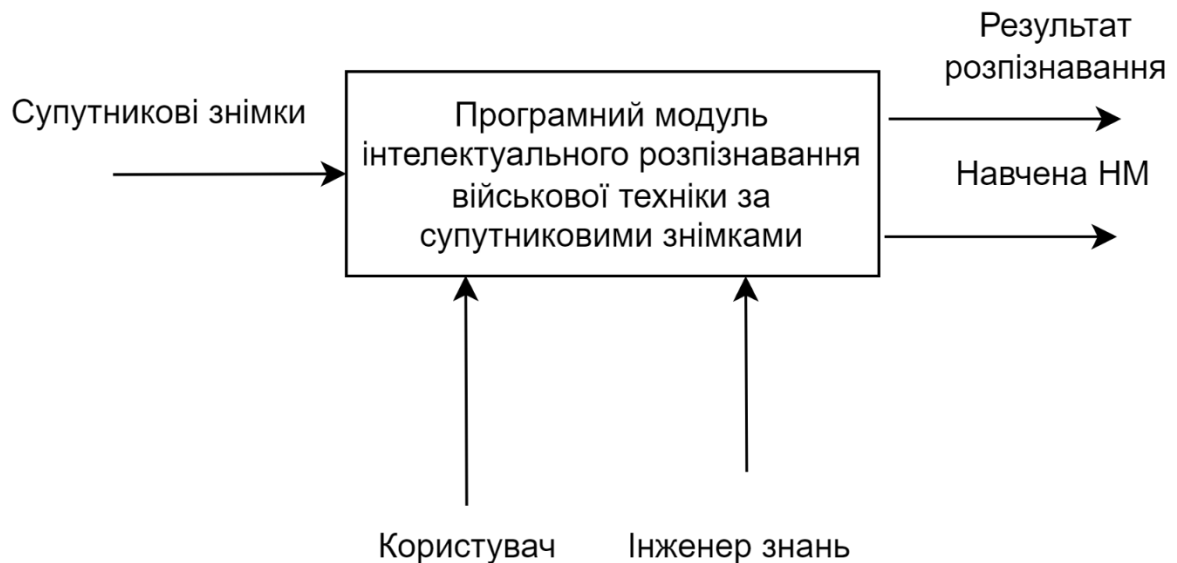 Супутникові знімки
Програмний модуль
інтелектуального розпізнавання
військової техніки за
супутниковими знімками
Результат
розпізнавання
Навчена НМ
Користувач
Інженер знань